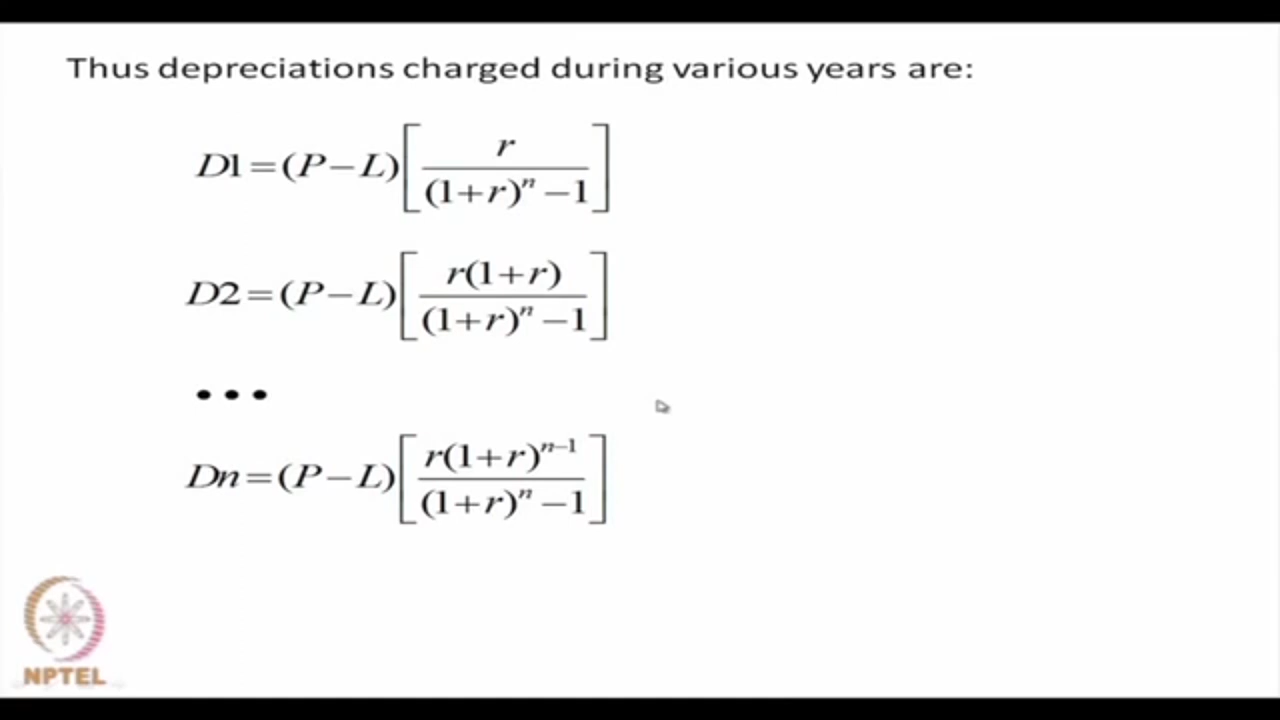 Thus depreciations charged during various years are:
D1 = (P − L) [ r / ((1+r)^n − 1) ]
D2 = (P − L) [ r(1+r) / ((1+r)^n − 1) ]
•••
Dn = (P − L) [ r(1+r)^(n−1) / ((1+r)^n − 1) ]
NPTEL